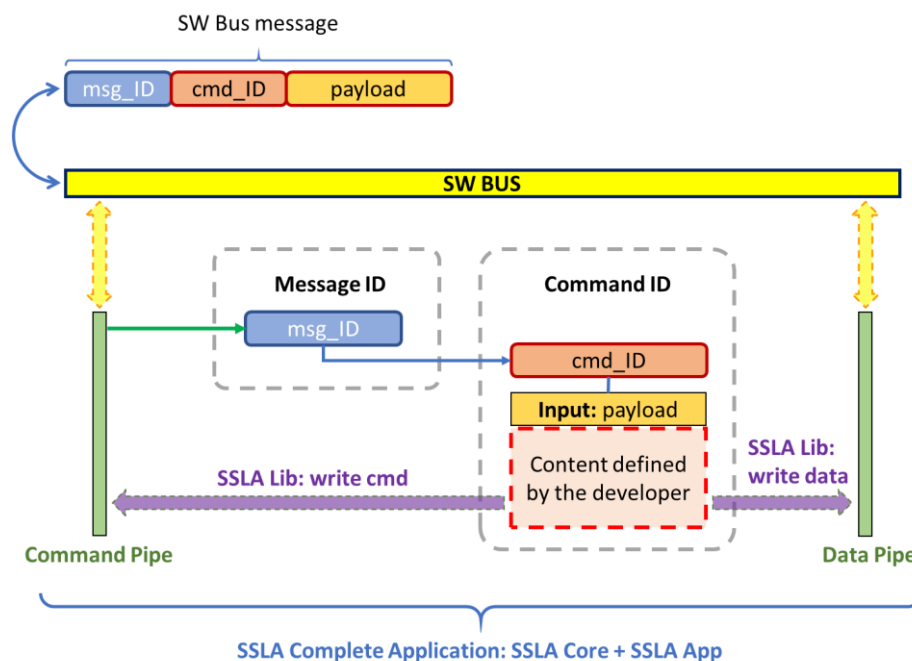 SW Bus message
msg_ID cmd_ID payload
SW BUS
Message ID Command ID
msg_ID
cmd_ID
Input: payload
Content defined
by the developer
SSLA Lib: write cmd
SSLA Lib:
write data
Command Pipe Data Pipe
SSLA Complete Application: SSLA Core + SSLA App